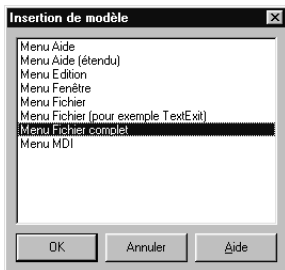 Insertion de modèle
Menu Aide
Menu Aide (étendu)
Menu Edition
Menu Fenêtre
Menu Fichier
Menu Fichier (pour exemple TextExit)
Menu Fichier complet
Menu MDI
OK Annuler Aide